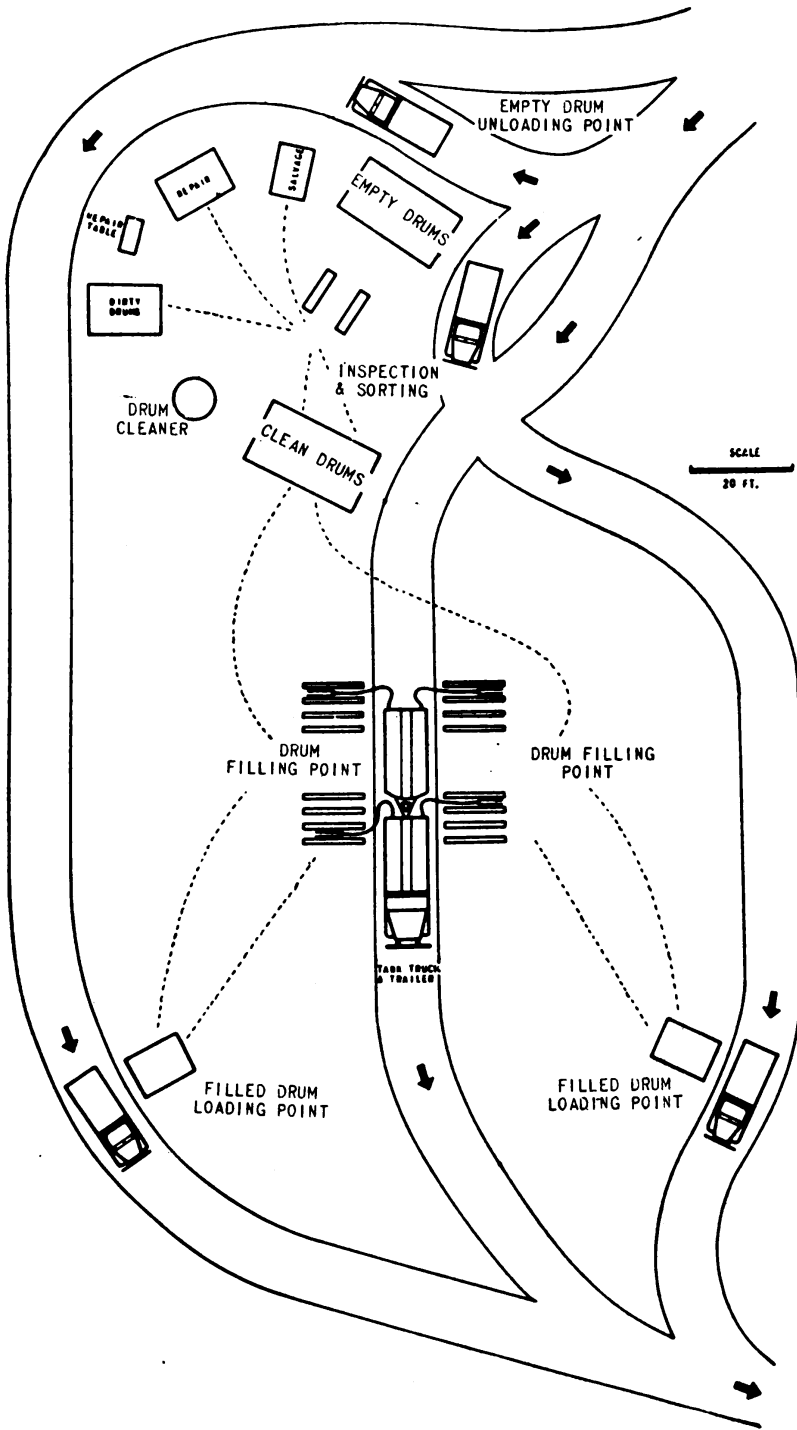 EMPTY DRUM
UNLOADING POINT
SALVAGE
REPAIR
EMPTY DRUMS
REPAIR
TABLE
DIRTY
DRUMS
INSPECTION
& SORTING
DRUM
CLEANER
CLEAN DRUMS
SCALE
20 FT.
DRUM
FILLING POINT
DRUM FILLING
POINT
TANK TRUCK
& TRAILER
FILLED DRUM
LOADING POINT
FILLED DRUM
LOADING POINT